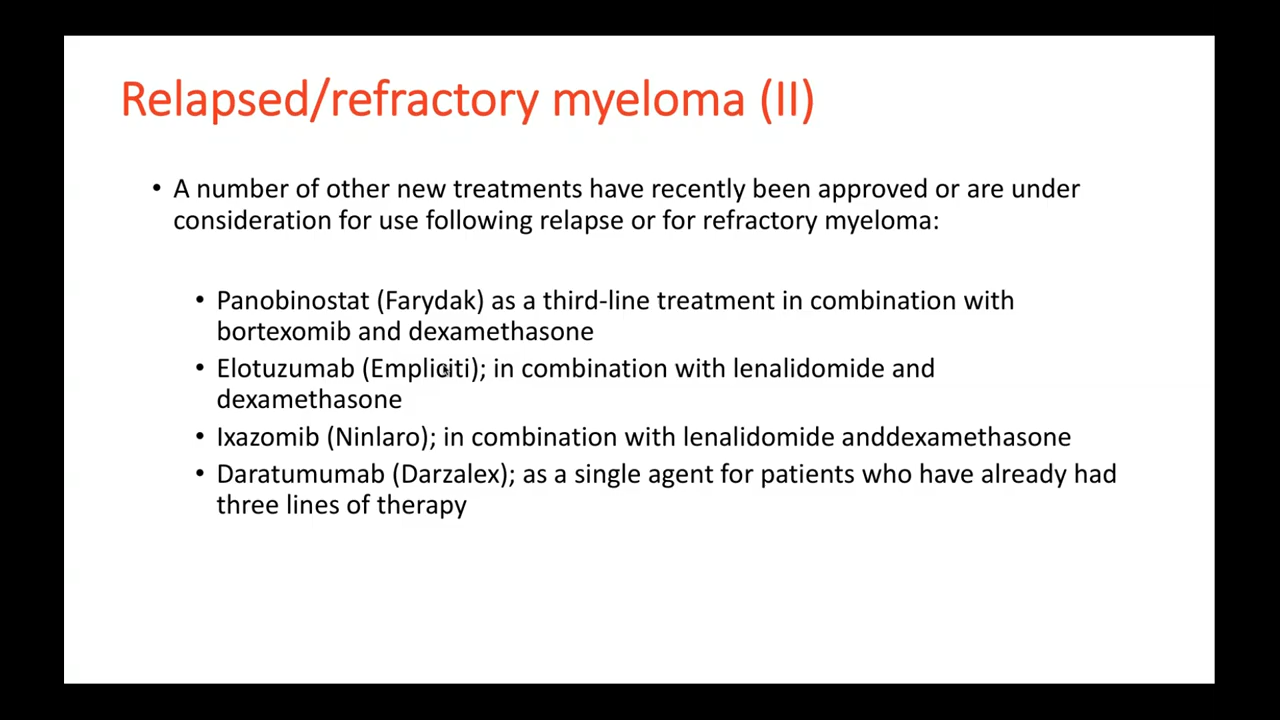 Relapsed/refractory myeloma (II)
• A number of other new treatments have recently been approved or are under
consideration for use following relapse or for refractory myeloma:
• Panobinostat (Farydak) as a third-line treatment in combination with
bortexomib and dexamethasone
• Elotuzumab (Empliciti); in combination with lenalidomide and
dexamethasone
• Ixazomib (Ninlaro); in combination with lenalidomide anddexamethasone
• Daratumumab (Darzalex); as a single agent for patients who have already had
three lines of therapy